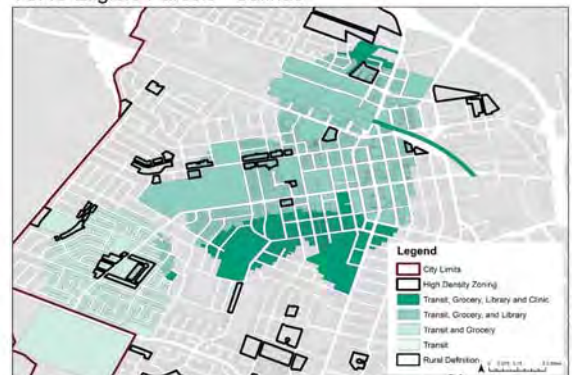 Legend
City Limits
High Density Zoning
Transit, Grocery, Library and Clinic
Transit, Grocery, and Library
Transit and Grocery
Transit
Rural Definition